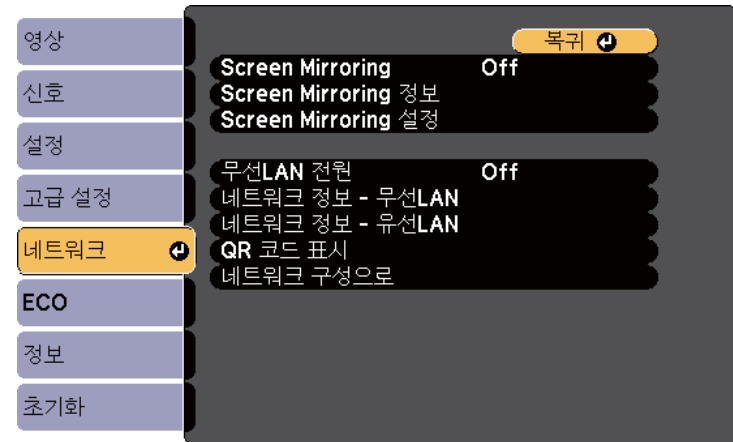 영상
신호
설정
고급 설정
네트워크
ECO
정보
초기화
복귀
Screen Mirroring Off
Screen Mirroring 정보
Screen Mirroring 설정
무선LAN 전원 Off
네트워크 정보 - 무선LAN
네트워크 정보 - 유선LAN
QR 코드 표시
네트워크 구성으로